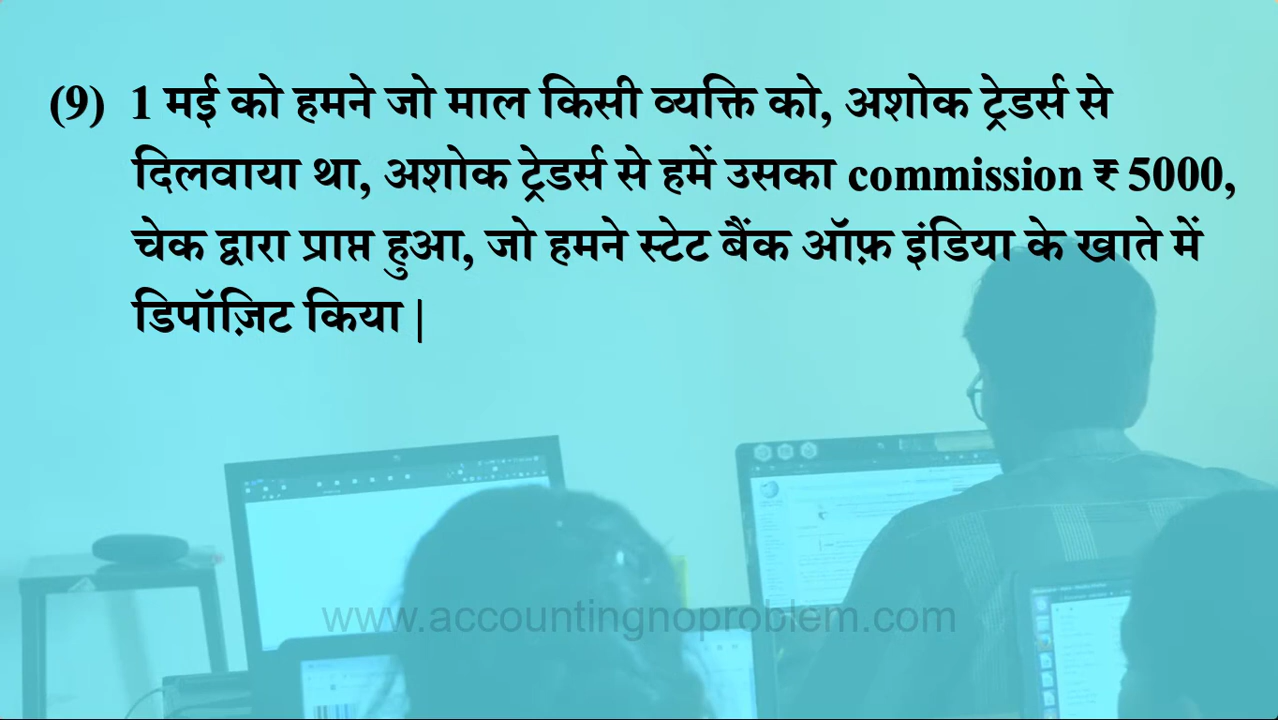 (9) 1 मई को हमने जो माल किसी व्यक्ति को, अशोक ट्रेडर्स से
दिलवाया था, अशोक ट्रेडर्स से हमें उसका commission ₹ 5000,
चेक द्वारा प्राप्त हुआ, जो हमने स्टेट बैंक ऑफ़ इंडिया के खाते में
डिपॉज़िट किया |
www.accountingnoproblem.com